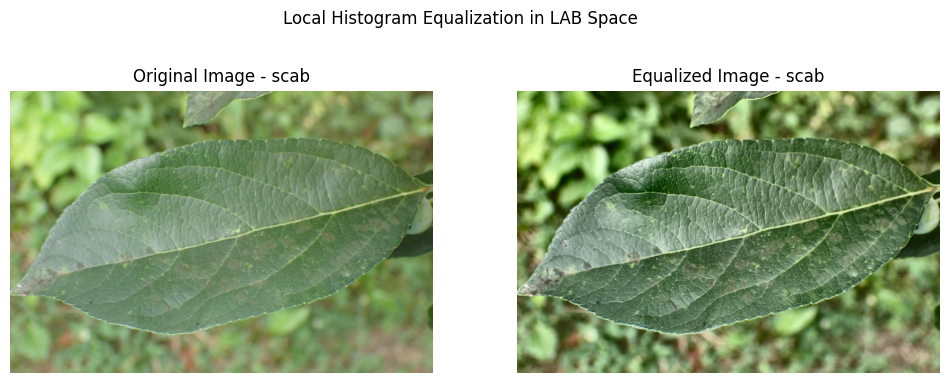 Local Histogram Equalization in LAB Space
Original Image - scab
Equalized Image - scab